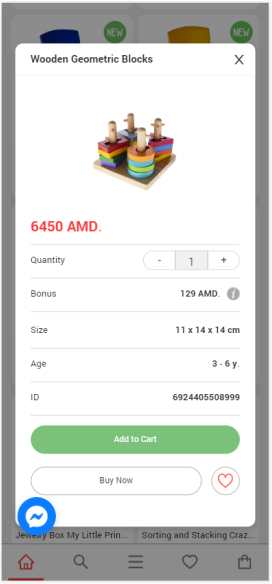 NEW
NEW
Wooden Geometric Blocks
X
6450 AMD.
Quantity - 1 +
Bonus 129 AMD. i
Size 11 x 14 x 14 cm
Age 3 - 6 y.
ID 6924405508999
Add to Cart
Buy Now
Jewelry Box My Little Prin...
Sorting and Stacking Craz...